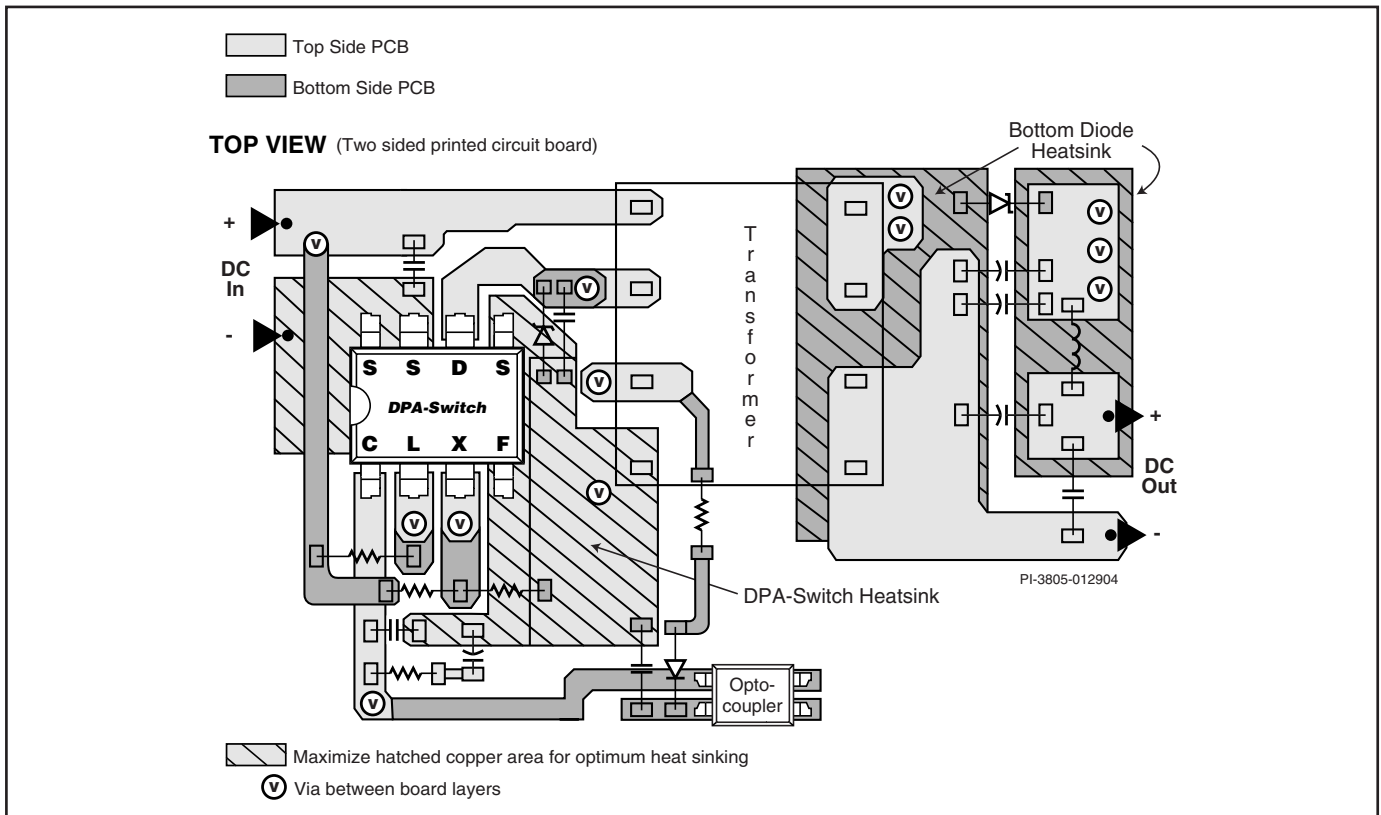 Top Side PCB
Bottom Side PCB
TOP VIEW (Two sided printed circuit board)
Bottom Diode
Heatsink
+
DC
In
-
V
V
V
V
V
V
V
V
V
V
V
V
Transformer
S S D S
DPA-Switch
C L X F
+
DC
Out
-
PI-3805-012904
DPA-Switch Heatsink
Opto-
coupler
Maximize hatched copper area for optimum heat sinking
V Via between board layers